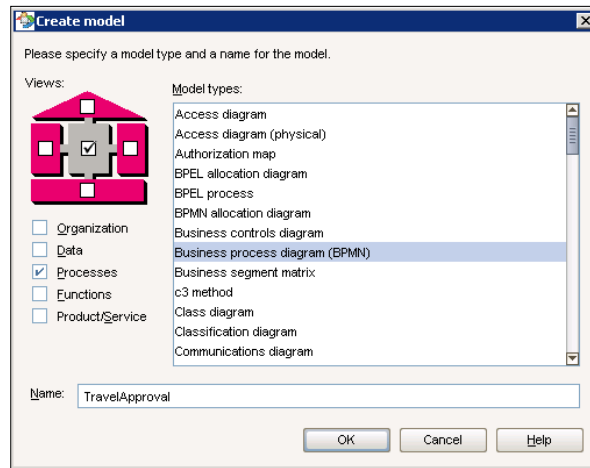 Create model
Please specify a model type and a name for the model.
Views:
Model types:
Access diagram
Access diagram (physical)
Authorization map
BPEL allocation diagram
BPEL process
BPMN allocation diagram
Business controls diagram
Business process diagram (BPMN)
Business segment matrix
c3 method
Class diagram
Classification diagram
Communications diagram
Organization
Data
Processes
Functions
Product/Service
Name: TravelApproval
OK Cancel Help